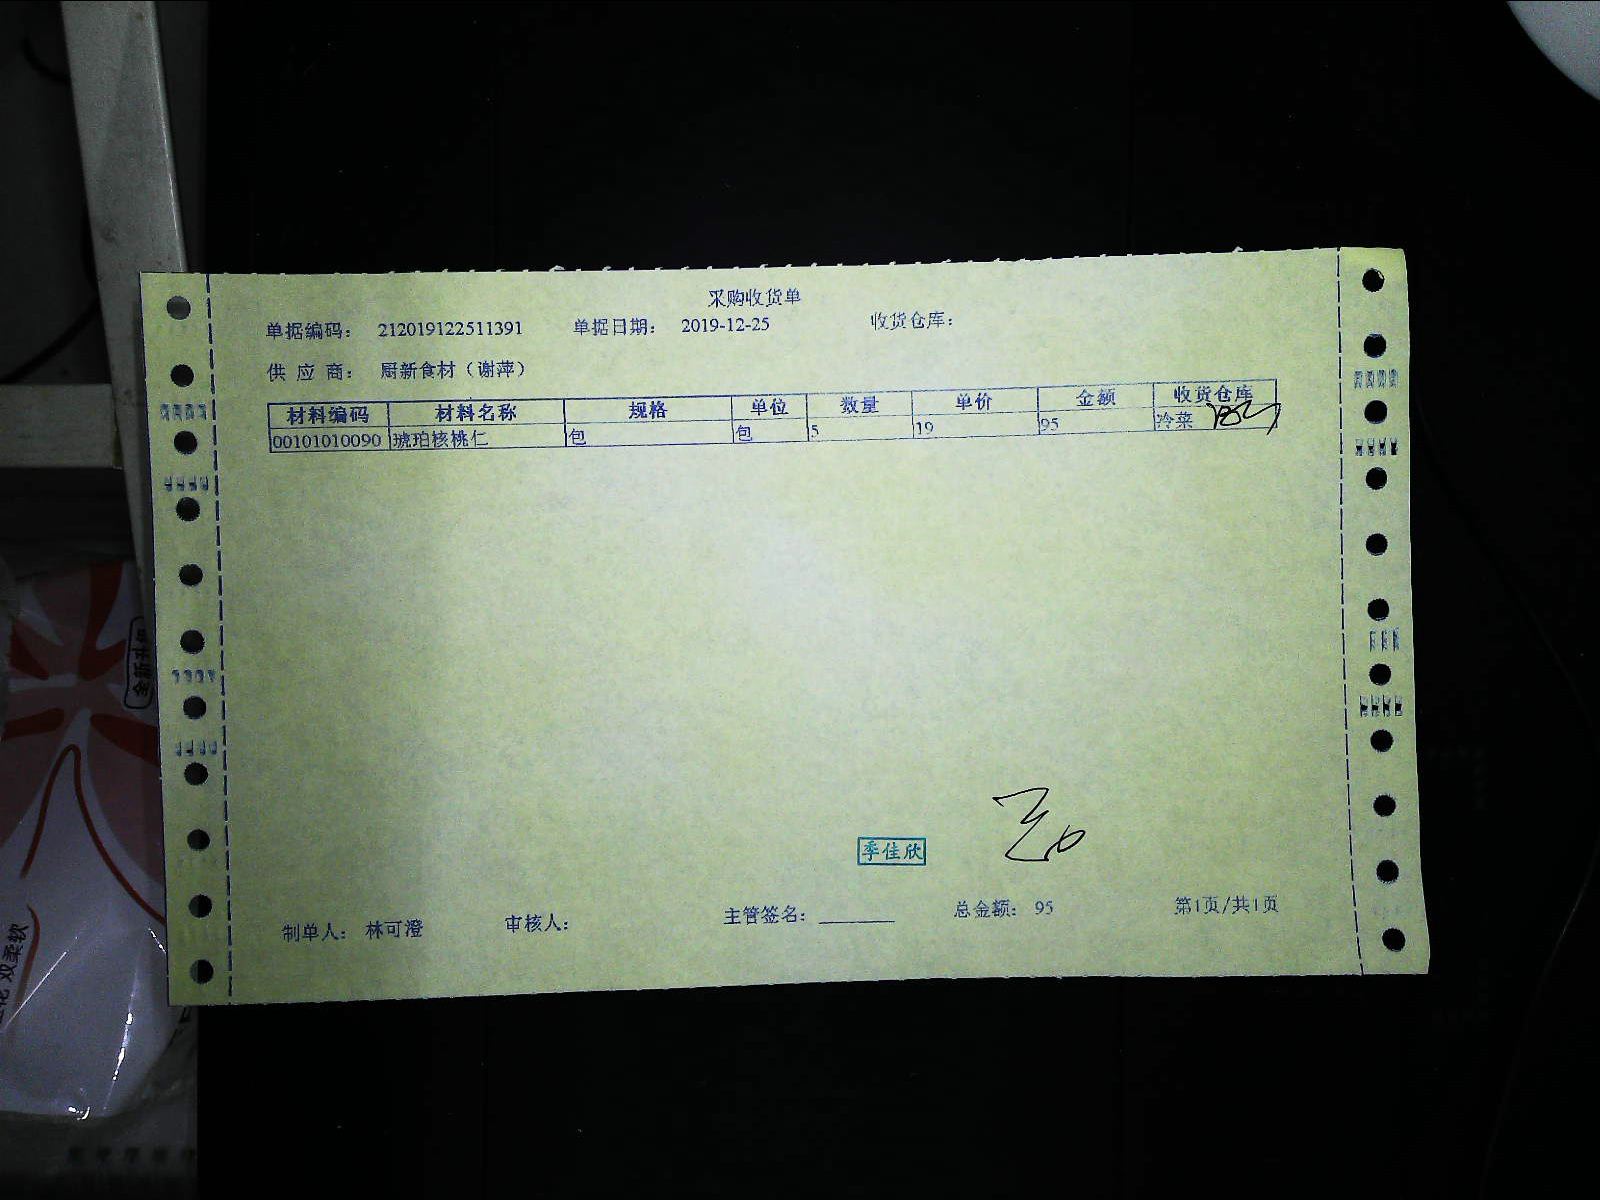 采购收货单
单据编码： 212019122511391 单据日期： 2019-12-25 收货仓库：
供应商： 厨新食材（谢萍）
材料编码 材料名称 规格 单位 数量 单价 金额 收货仓库
00101010090 琥珀核桃仁 包 包 5 19 95 冷菜
季佳欣
制单人： 林可澄 审核人： 主管签名：________ 总金额： 95 第1页/共1页
双柔软